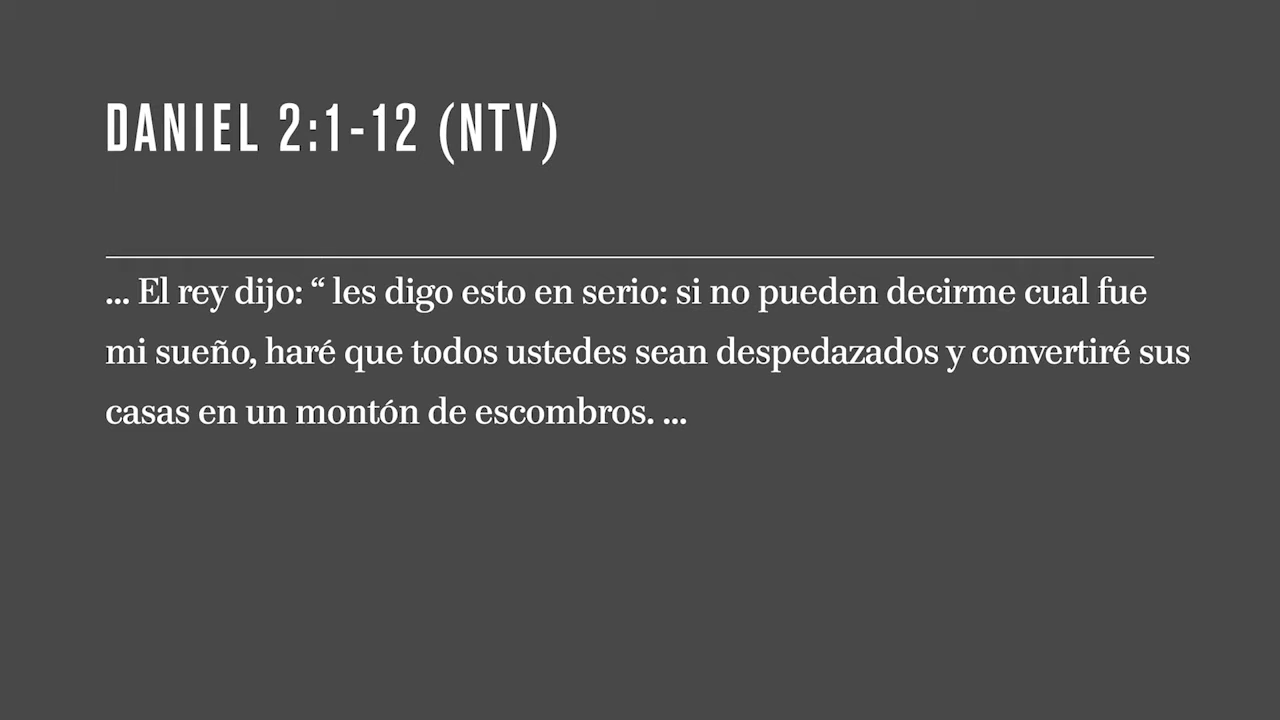 DANIEL 2:1-12 (NTV)
... El rey dijo: “ les digo esto en serio: si no pueden decirme cual fue
mi sueño, haré que todos ustedes sean despedazados y convertiré sus
casas en un montón de escombros. ...